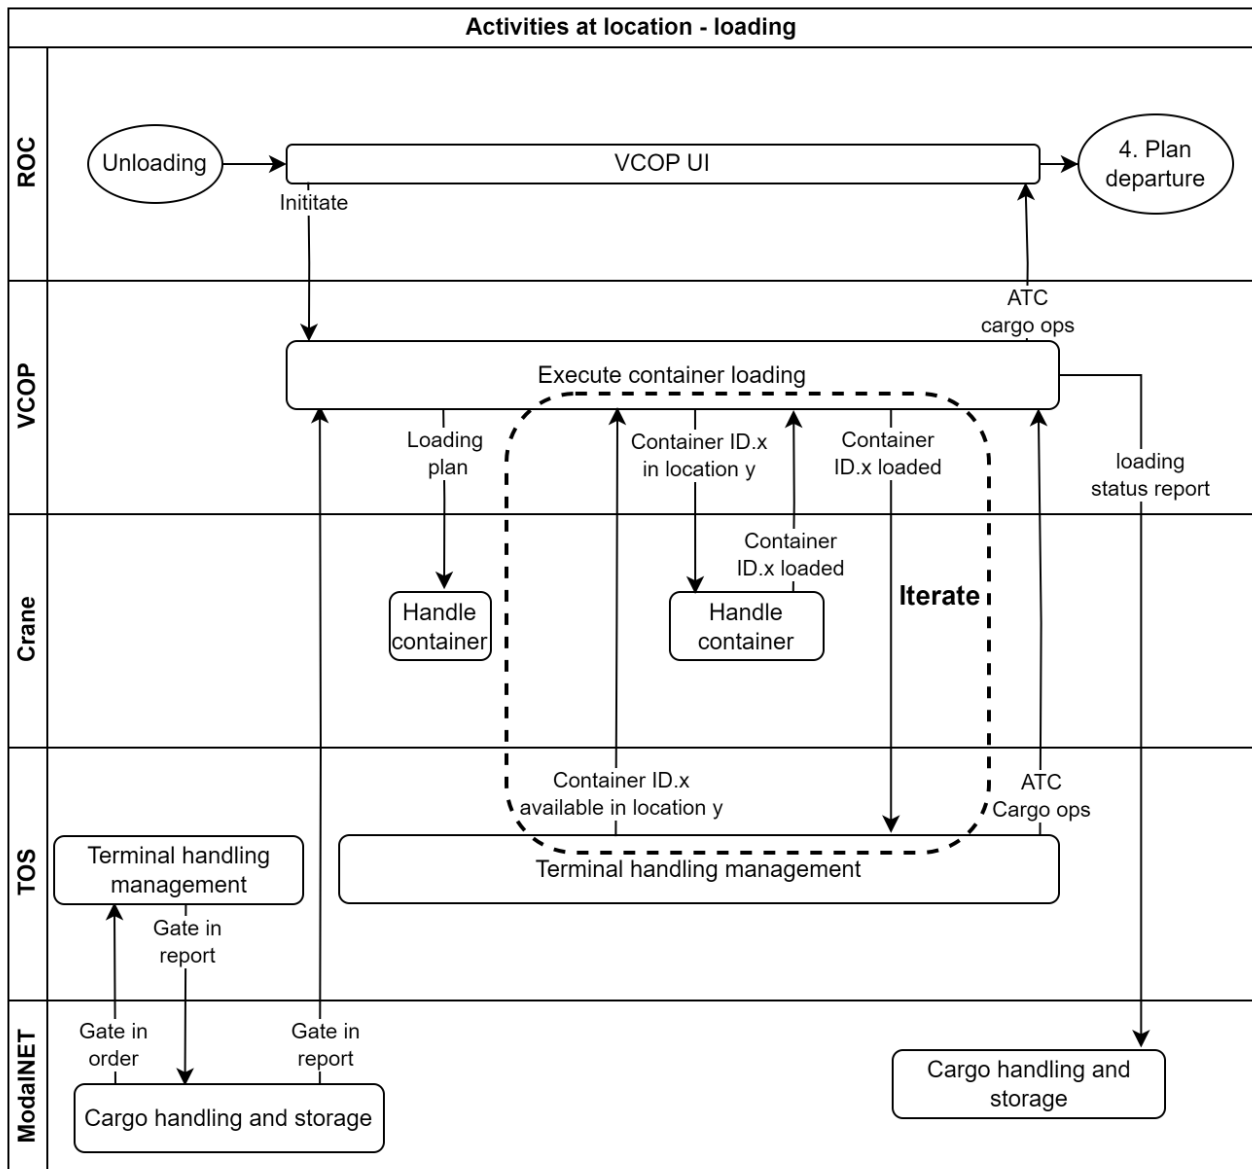 Activities at location - loading
ROC
Unloading
VCOP UI
4. Plan
departure
Inititate
VCOP
ATC
cargo ops
Execute container loading
Loading
plan
Container ID.x
in location y
Container
ID.x loaded
loading
status report
Crane
Container
ID.x loaded
Iterate
Handle
container
Handle
container
TOS
Container ID.x
available in location y
ATC
Cargo ops
Terminal handling
management
Terminal handling management
Gate in
report
ModalNET
Gate in
order
Gate in
report
Cargo handling and storage
Cargo handling and
storage